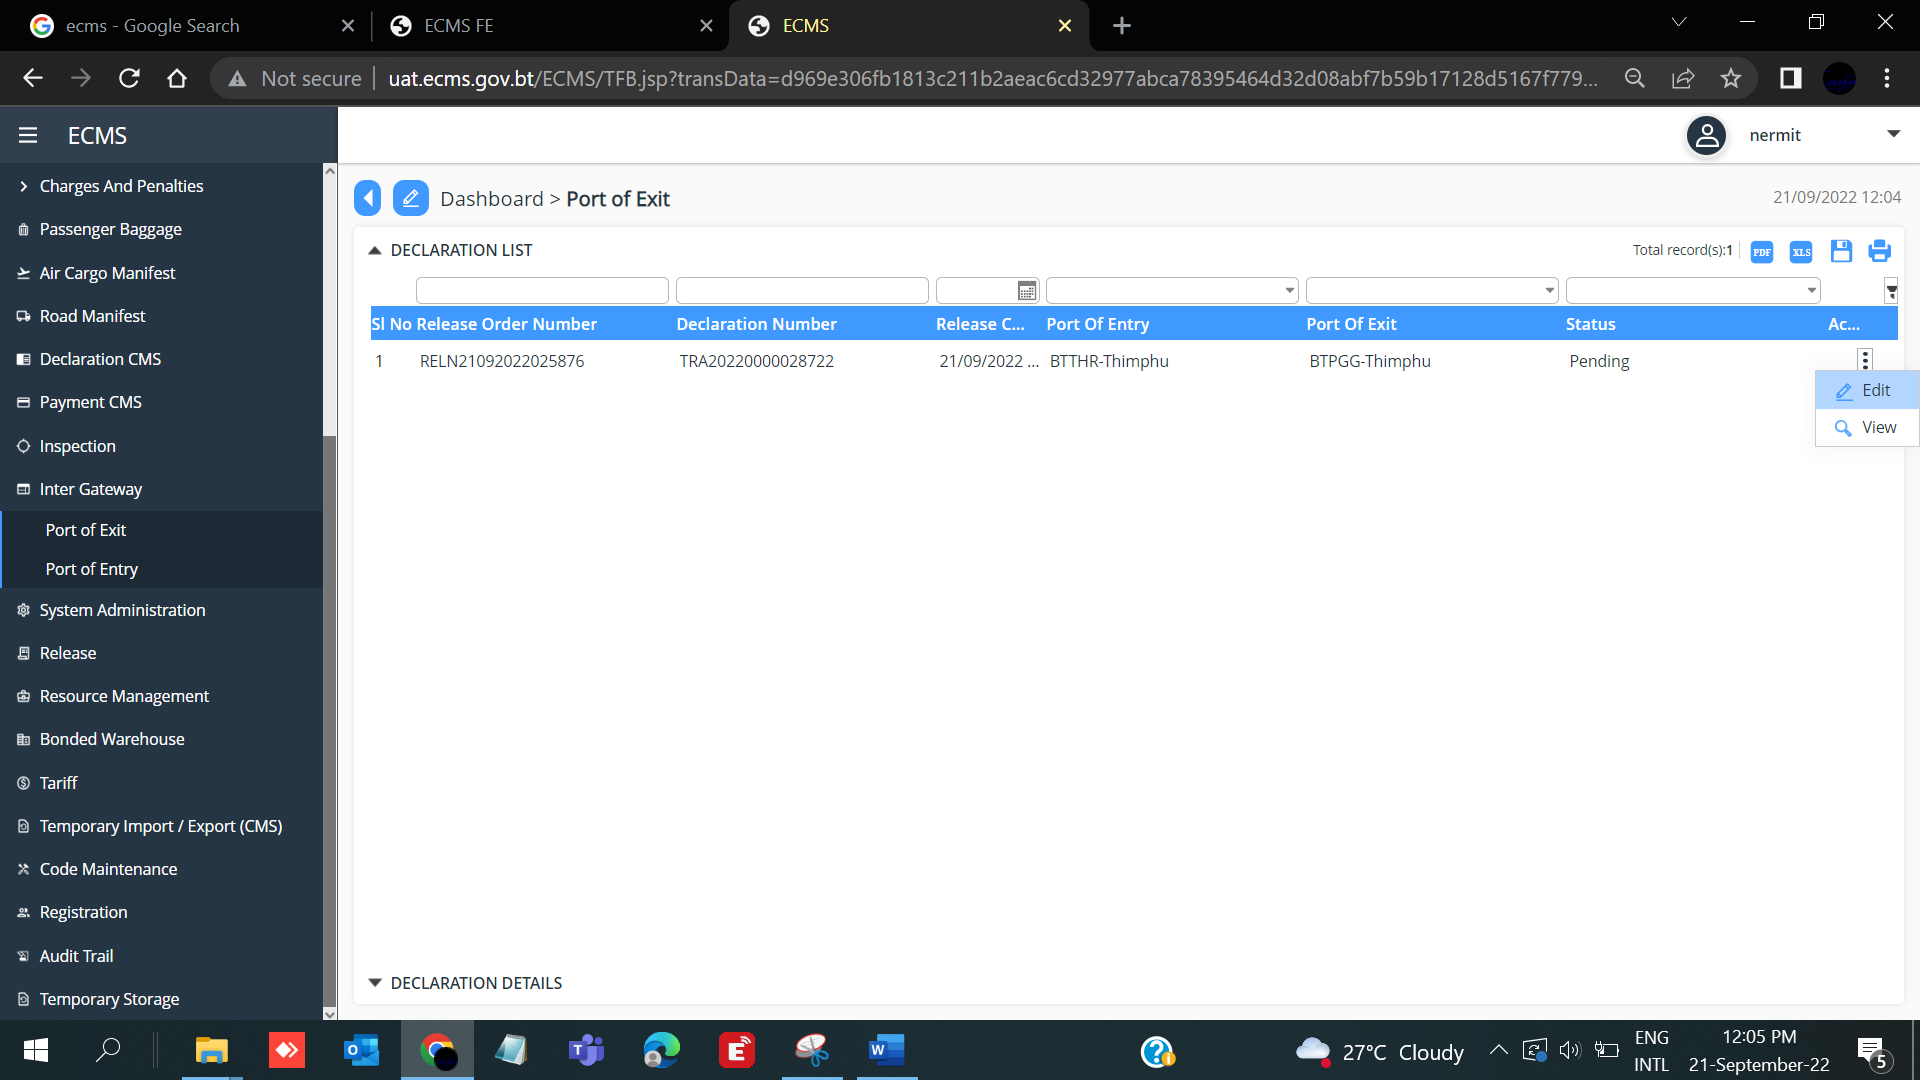 ecms - Google Search
ECMS FE
ECMS
Not secure
uat.ecms.gov.bt/ECMS/TFB.jsp?transData=d969e306fb1813c211b2aeac6cd32977abca78395464d32d08abf7b59b17128d5167f779...
ECMS
nermit
Charges And Penalties
Passenger Baggage
Air Cargo Manifest
Road Manifest
Declaration CMS
Payment CMS
Inspection
Inter Gateway
Port of Exit
Port of Entry
System Administration
Release
Resource Management
Bonded Warehouse
Tariff
Temporary Import / Export (CMS)
Code Maintenance
Registration
Audit Trail
Temporary Storage
Dashboard > Port of Exit
21/09/2022 12:04
DECLARATION LIST
Total record(s):1
PDF
XLS
Sl No Release Order Number Declaration Number Release C... Port Of Entry Port Of Exit Status Ac...
1 RELN21092022025876 TRA20220000028722 21/09/2022 ... BTTHR-Thimphu BTPGG-Thimphu Pending
Edit
View
DECLARATION DETAILS
27°C Cloudy
ENG
INTL
12:05 PM
21-September-22
5